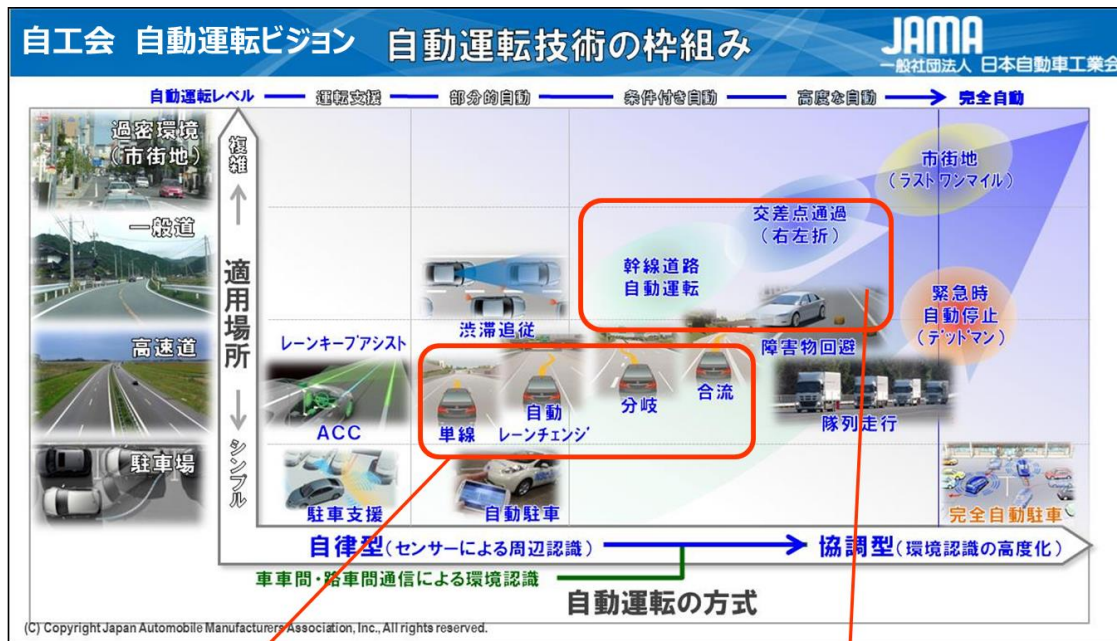 自工会 自動運転ビジョン
自動運転技術の枠組み
JAMA
一般社団法人 日本自動車工業会
自動運転レベル
運転支援
部分的自動
条件付き自動
高度な自動
完全自動
過密環境
(市街地)
一般道
高速道
駐車場
複雑
適用場所
シンプル
市街地
(ラストワンマイル)
交差点通過
(右左折)
幹線道路
自動運転
緊急時
自動停止
(デッドマン)
渋滞追従
障害物回避
レーンキープアシスト
ACC
単線
自動
レーンチェンジ
分岐
合流
隊列走行
駐車支援
自動駐車
完全自動駐車
自律型(センサーによる周辺認識)
協調型(環境認識の高度化)
車車間・路車間通信による環境認識
自動運転の方式
(C) Copyright Japan Automobile Manufacturers Association, Inc., All rights reserved.